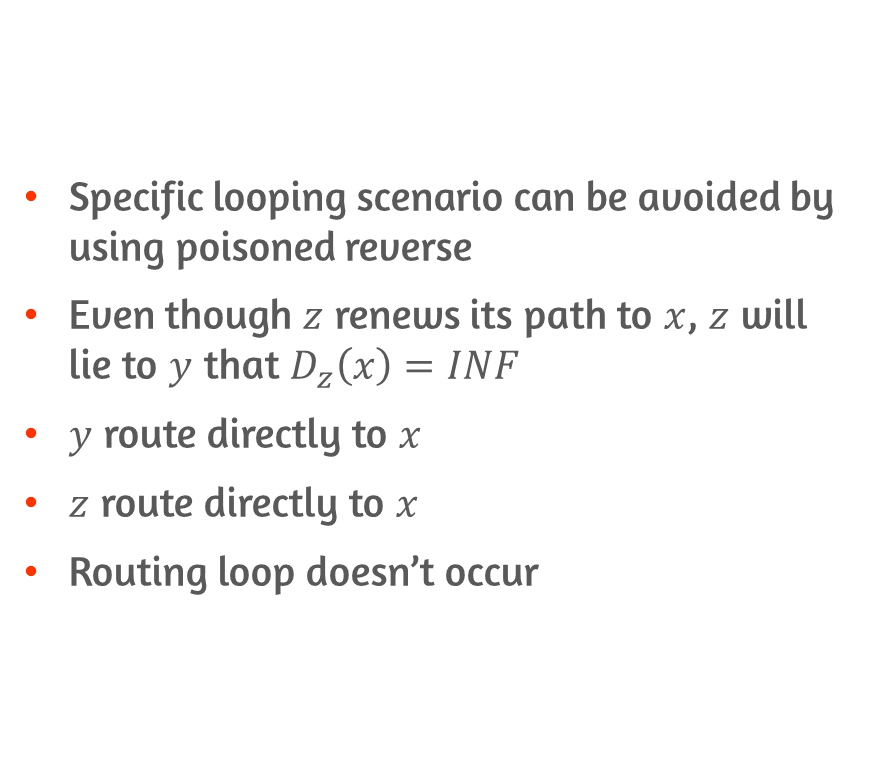 • Specific looping scenario can be avoided by
using poisoned reverse
• Even though z renews its path to x, z will
lie to y that D_z(x) = INF
• y route directly to x
• z route directly to x
• Routing loop doesn’t occur